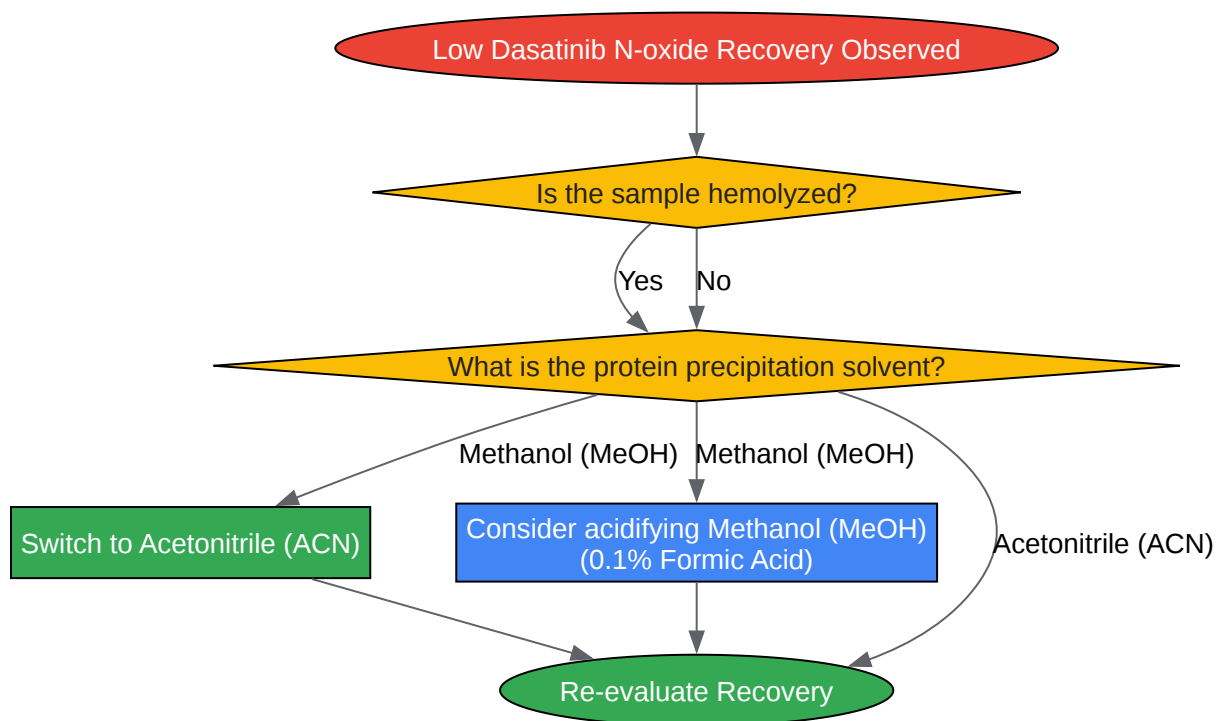 Low Dasatinib N-oxide Recovery Observed
Is the sample hemolyzed?
Yes
No
What is the protein precipitation solvent?
Methanol (MeOH)
Methanol (MeOH)
Switch to Acetonitrile (ACN)
Consider acidifying Methanol (MeOH)
(0.1% Formic Acid)
Acetonitrile (ACN)
Re-evaluate Recovery